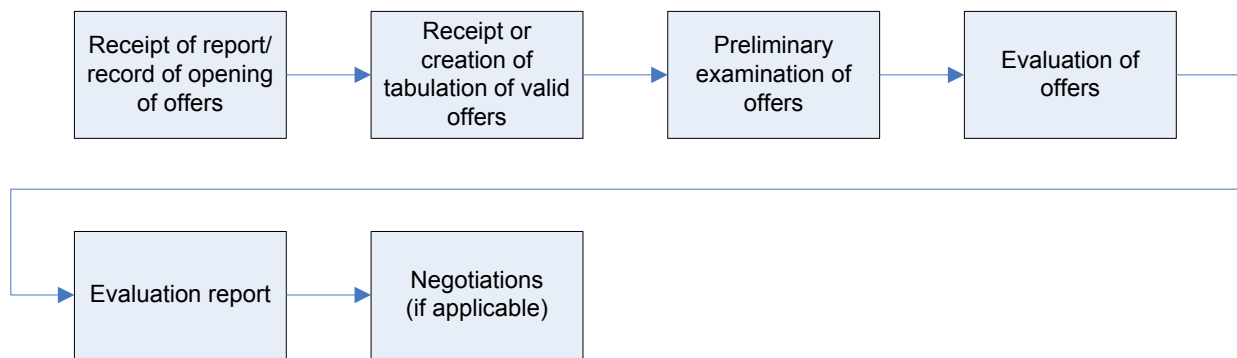 Receipt of report/
record of opening
of offers
Receipt or
creation of
tabulation of valid
offers
Preliminary
examination of
offers
Evaluation of
offers
Evaluation report
Negotiations
(if applicable)